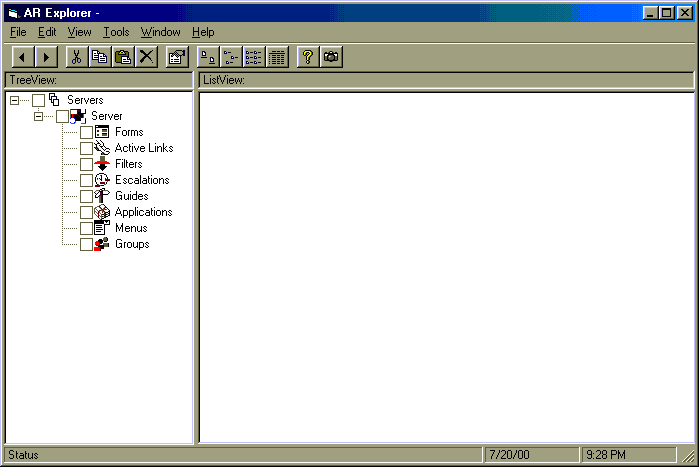 AR Explorer -
File Edit View Tools Window Help
TreeView: ListView:
Servers
Server
Forms
Active Links
Filters
Escalations
Guides
Applications
Menus
Groups
Status 7/20/00 9:28 PM